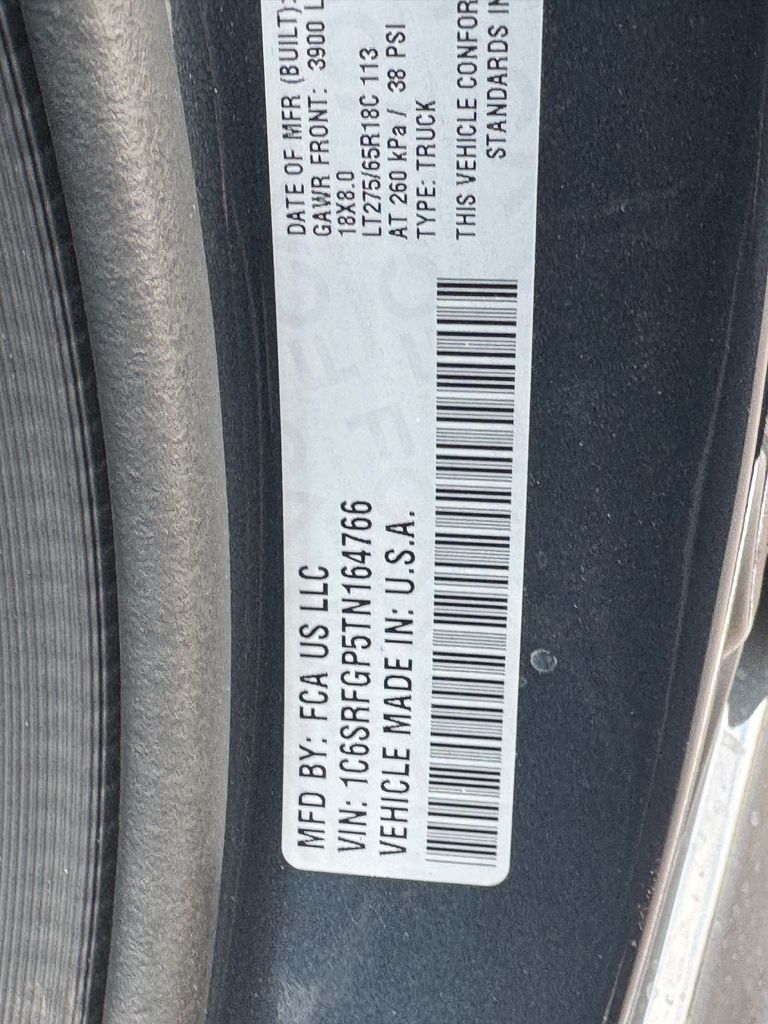 MFD BY: FCA US LLC
VIN: 1C6SRFGP5TN164766
VEHICLE MADE IN: U.S.A.
DATE OF MFR (BUILT):
GAWR FRONT: 3900 L
18X8.0
LT275/65R18C 113
AT 260 kPa / 38 PSI
TYPE: TRUCK
THIS VEHICLE CONFOR
STANDARDS IN